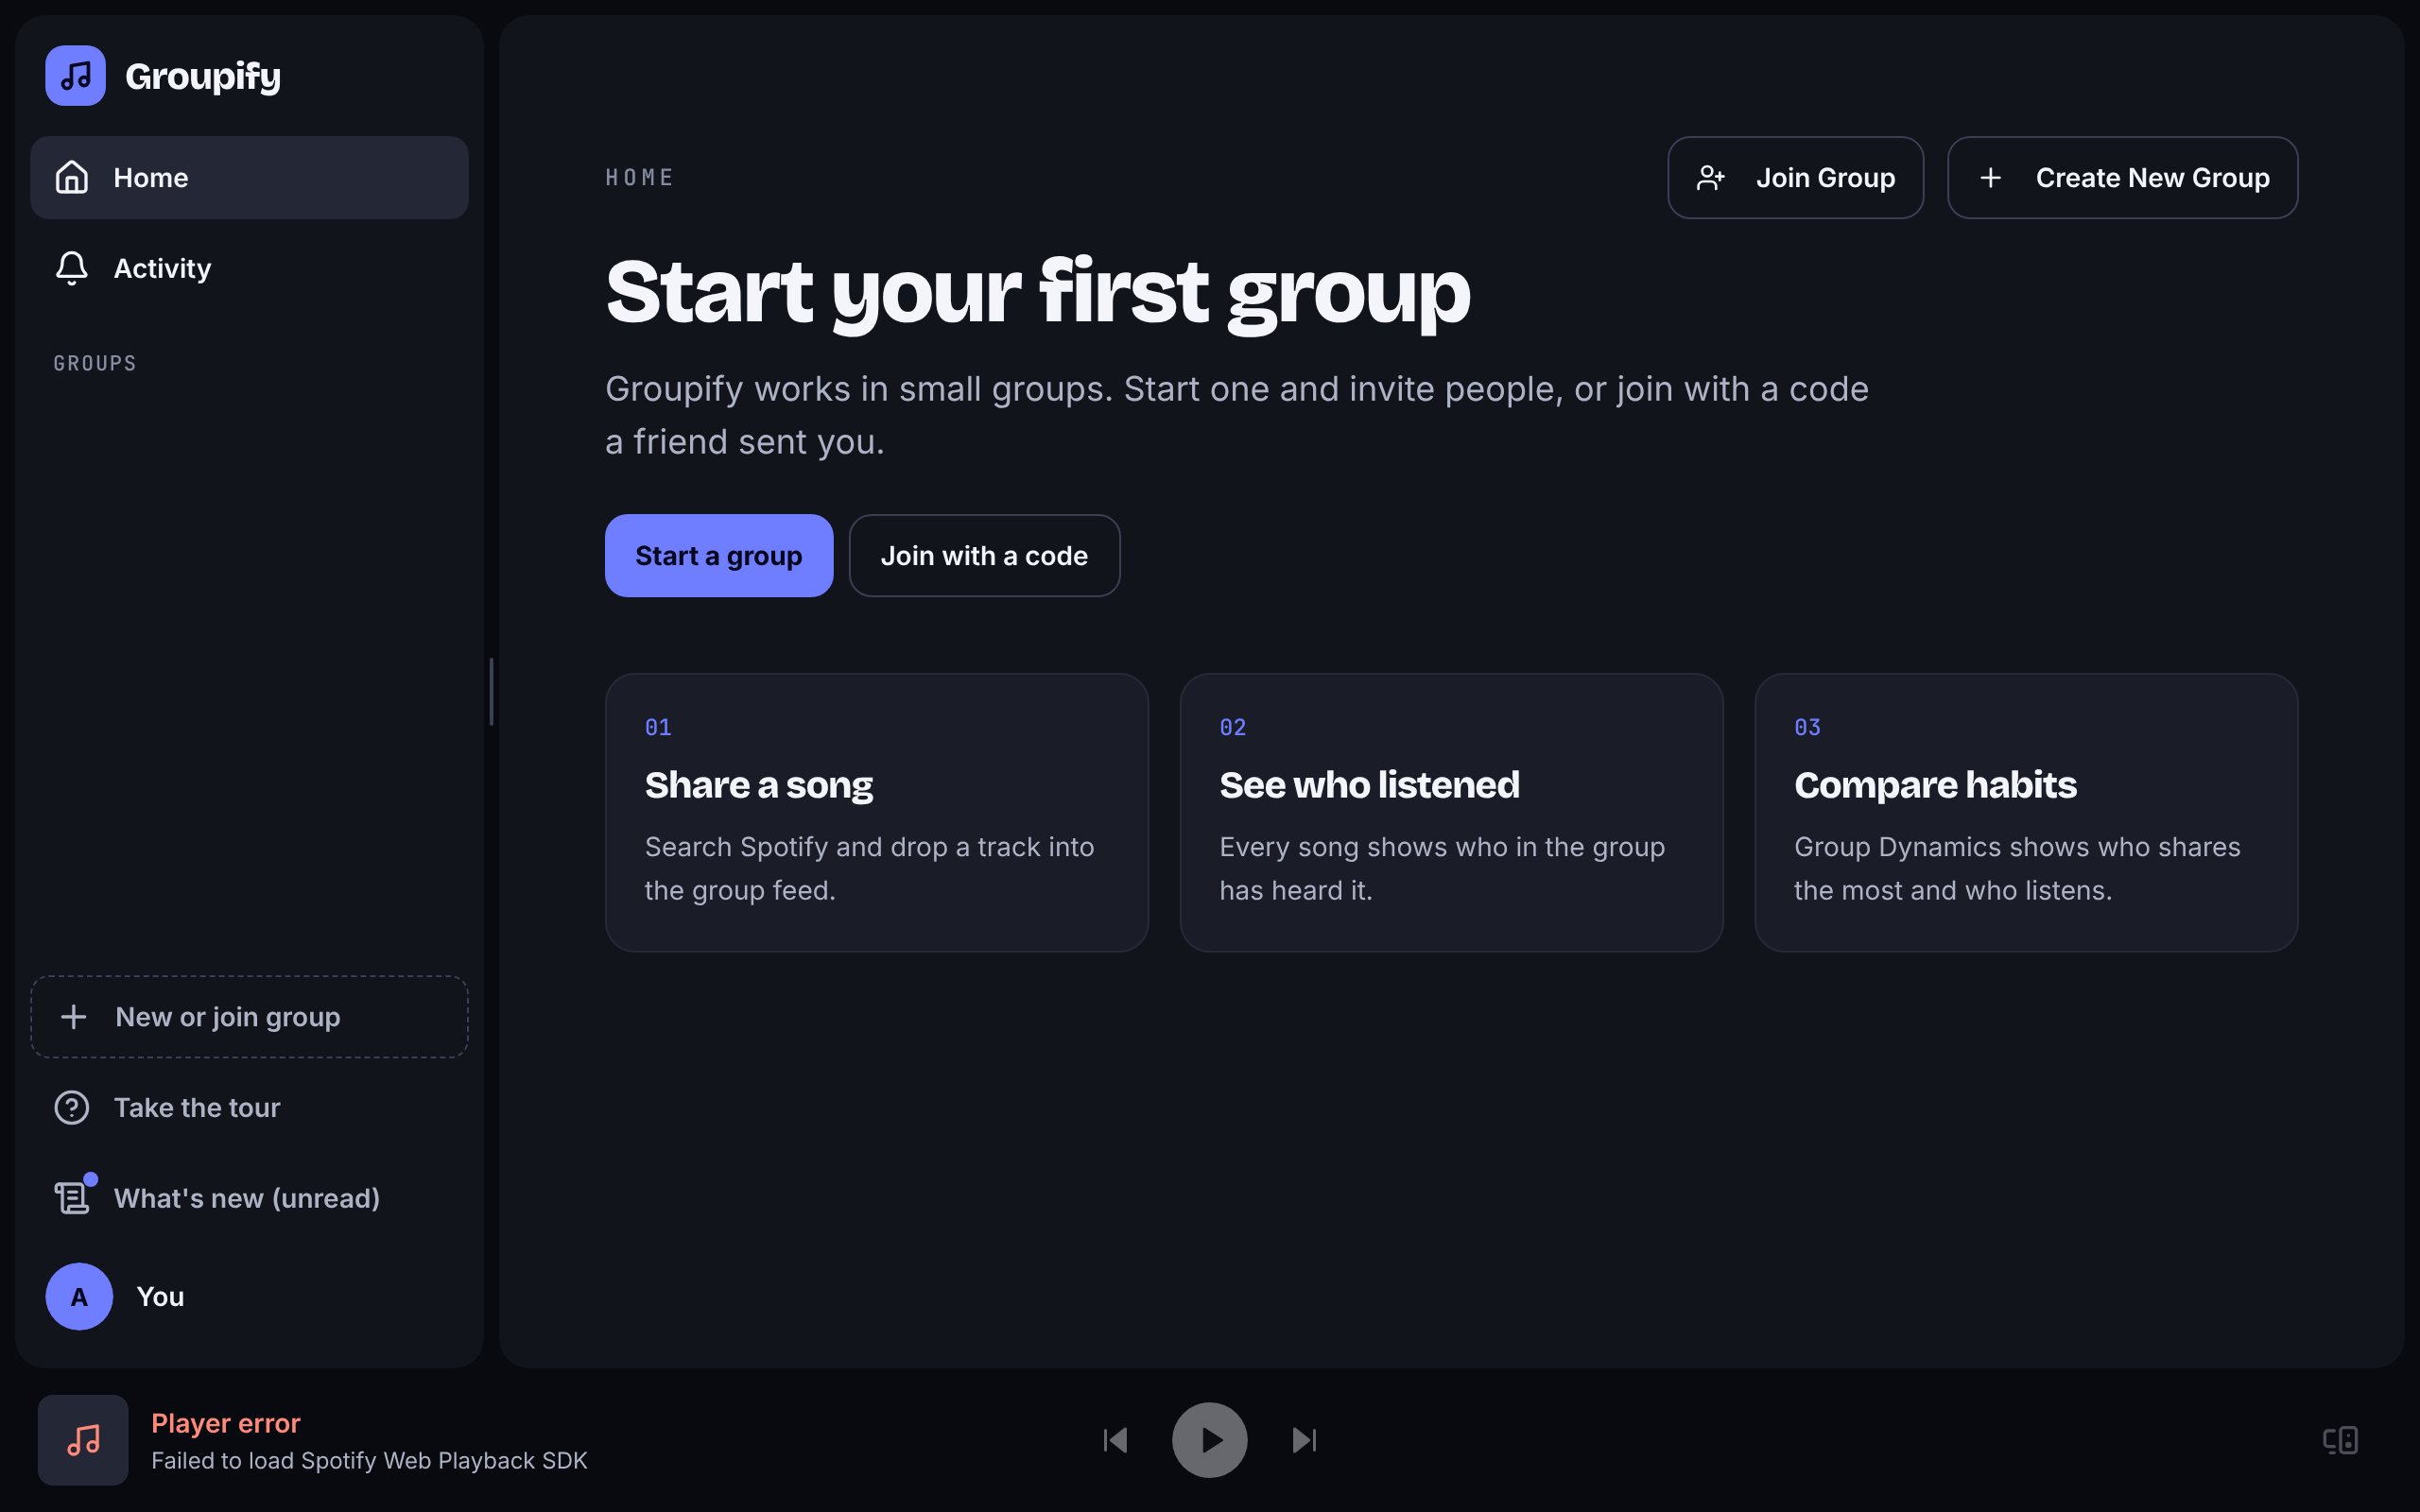 Groupify
Home
Activity
GROUPS
New or join group
Take the tour
What's new (unread)
A
You
HOME
Join Group
Create New Group
Start your first group
Groupify works in small groups. Start one and invite people, or join with a code
a friend sent you.
Start a group
Join with a code
01
Share a song
Search Spotify and drop a track into
the group feed.
02
See who listened
Every song shows who in the group
has heard it.
03
Compare habits
Group Dynamics shows who shares
the most and who listens.
Player error
Failed to load Spotify Web Playback SDK